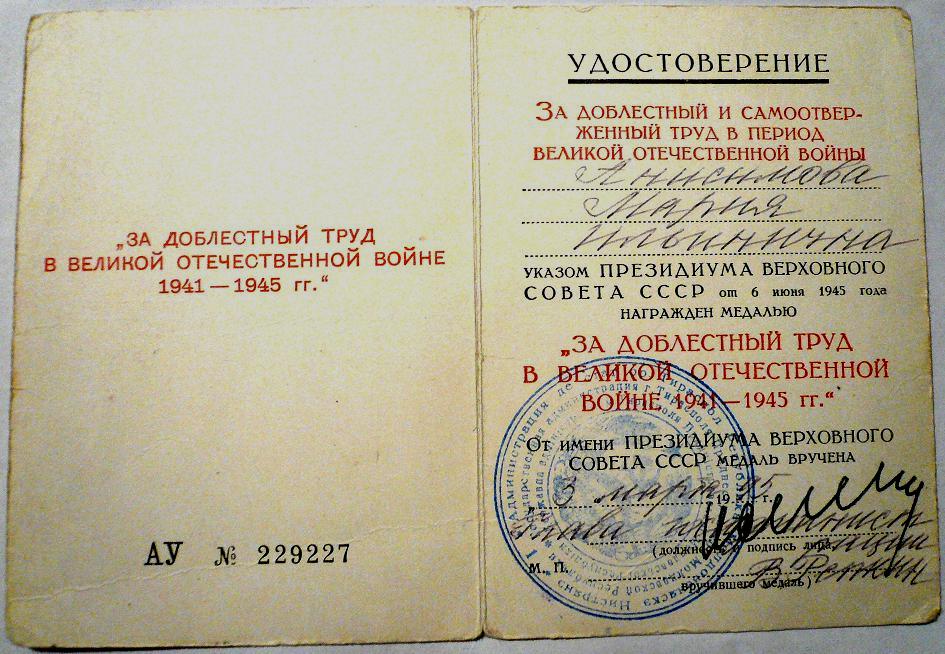 „ЗА ДОБЛЕСТНЫЙ ТРУД
В ВЕЛИКОЙ ОТЕЧЕСТВЕННОЙ ВОЙНЕ
1941—1945 гг.“
АУ № 229227
УДОСТОВЕРЕНИЕ
ЗА ДОБЛЕСТНЫЙ И САМООТВЕР-
ЖЕННЫЙ ТРУД В ПЕРИОД
ВЕЛИКОЙ ОТЕЧЕСТВЕННОЙ ВОЙНЫ
Анисимова
Мария
Ильинична
УКАЗОМ ПРЕЗИДИУМА ВЕРХОВНОГО
СОВЕТА СССР от 6 июня 1945 года
НАГРАЖДЕН МЕДАЛЬЮ
„ЗА ДОБЛЕСТНЫЙ ТРУД
В ВЕЛИКОЙ ОТЕЧЕСТВЕННОЙ
ВОЙНЕ 1941—1945 гг.“
ОТ ИМЕНИ ПРЕЗИДИУМА ВЕРХОВНОГО
СОВЕТА СССР МЕДАЛЬ ВРУЧЕНА
„3 марта 1995 г.
Глава
(должность и подпись лица,
М. П.
В Репкин
вручившего медаль)